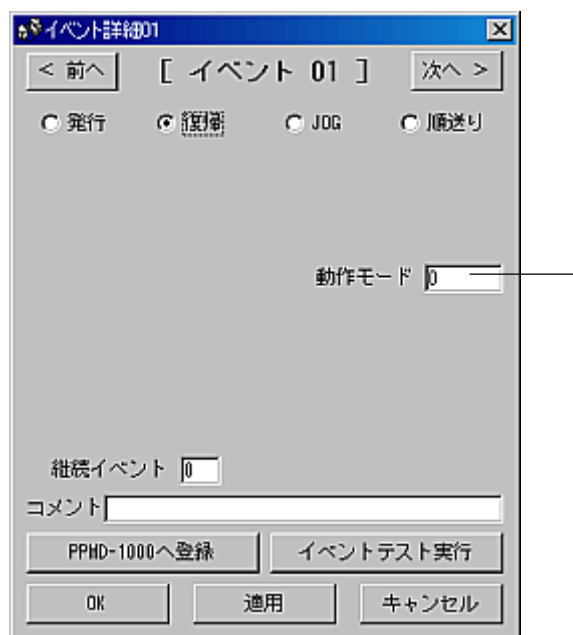 イベント詳細01
< 前へ [ イベント 01 ] 次へ >
発行 復帰 JOG 順送り
動作モード 0
継続イベント 0
コメント
PPMD-1000へ登録 イベントテスト実行
OK 適用 キャンセル